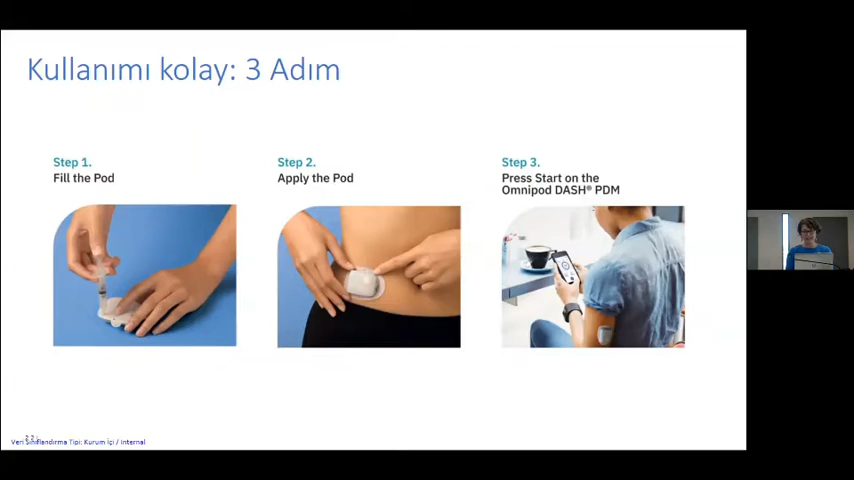 Kullanımı kolay: 3 Adım
Step 1.
Fill the Pod
Step 2.
Apply the Pod
Step 3.
Press Start on the
Omnipod DASH® PDM
Veri Sınıflandırma Tipi: Kurum İçi / Internal